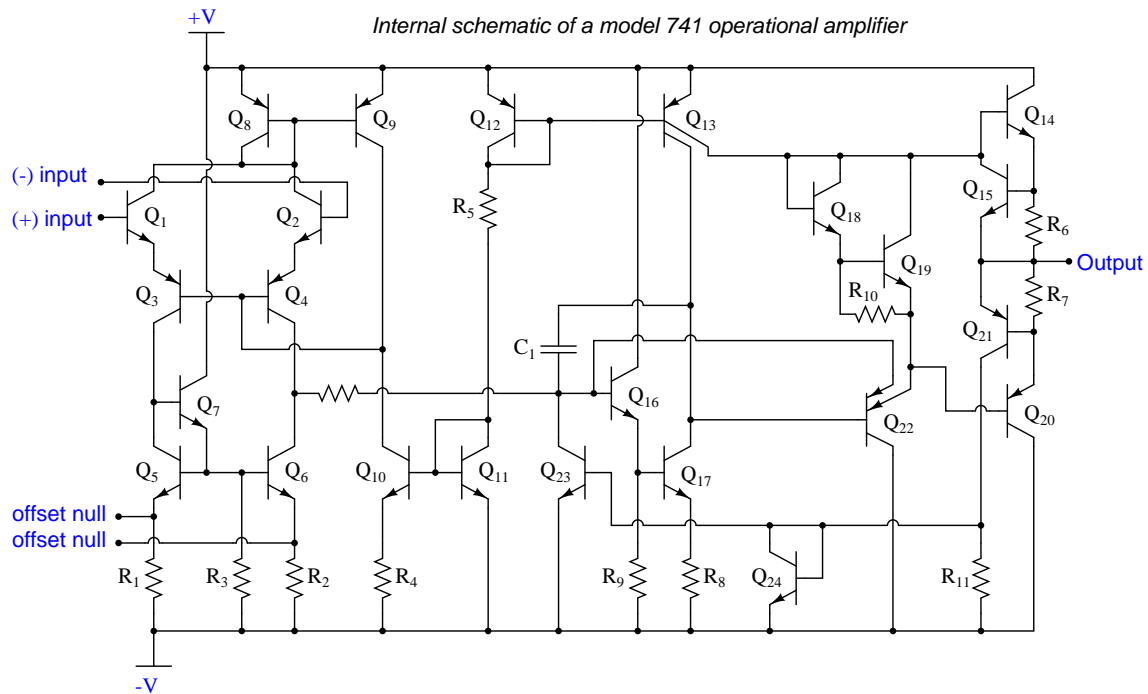 +V
Internal schematic of a model 741 operational amplifier
Q8
Q9
Q12
Q13
Q14
(-) input
(+) input
Q1
Q2
R5
Q18
Q15
R6
Output
Q3
Q4
Q19
R10
R7
Q21
C1
Q7
Q16
Q22
Q20
Q5
Q6
Q10
Q11
Q23
Q17
offset null
offset null
R1
R3
R2
R4
R9
R8
Q24
R11
-V